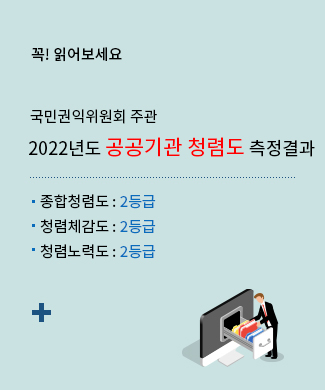 꼭! 읽어보세요
국민권익위원회 주관
2022년도 공공기관 청렴도 측정결과
종합청렴도 : 2등급
청렴체감도 : 2등급
청렴노력도 : 2등급